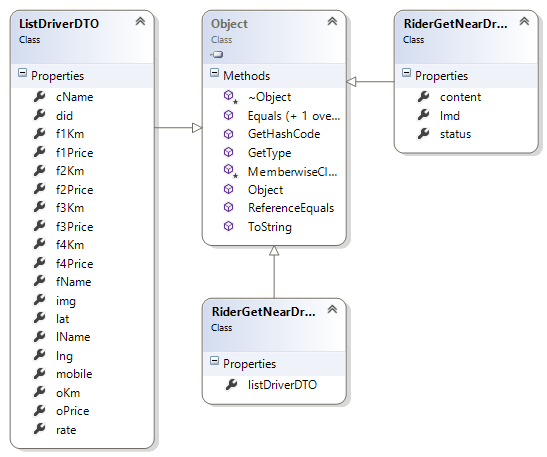 ListDriverDTO
Class
Properties
cName
did
f1Km
f1Price
f2Km
f2Price
f3Km
f3Price
f4Km
f4Price
fName
img
lat
lName
lng
mobile
oKm
oPrice
rate
Object
Class
Methods
~Object
Equals (+ 1 ove...
GetHashCode
GetType
MemberwiseCl...
Object
ReferenceEquals
ToString
RiderGetNearDr...
Class
Properties
content
lmd
status
RiderGetNearDr...
Class
Properties
listDriverDTO